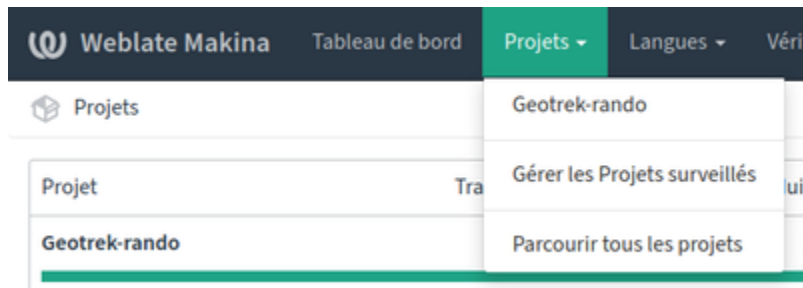 Weblate Makina Tableau de bord Projets Langues
Projets
Geotrek-rando
Gérer les Projets surveillés
Parcourir tous les projets
Projet
Geotrek-rando